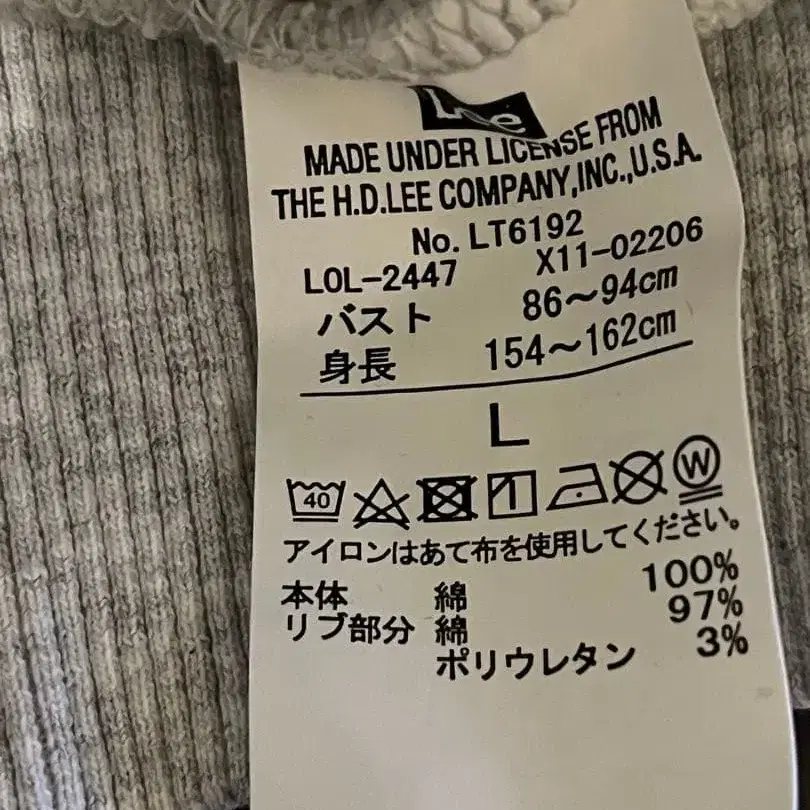 Lee
MADE UNDER LICENSE FROM
THE H.D.LEE COMPANY,INC.,U.S.A.
No. LT6192
LOL-2447 X11-02206
バスト 86〜94cm
身長 154〜162cm
L
40 W
アイロンはあて布を使用してください。
本体 綿 100%
リブ部分 綿 97%
ポリウレタン 3%